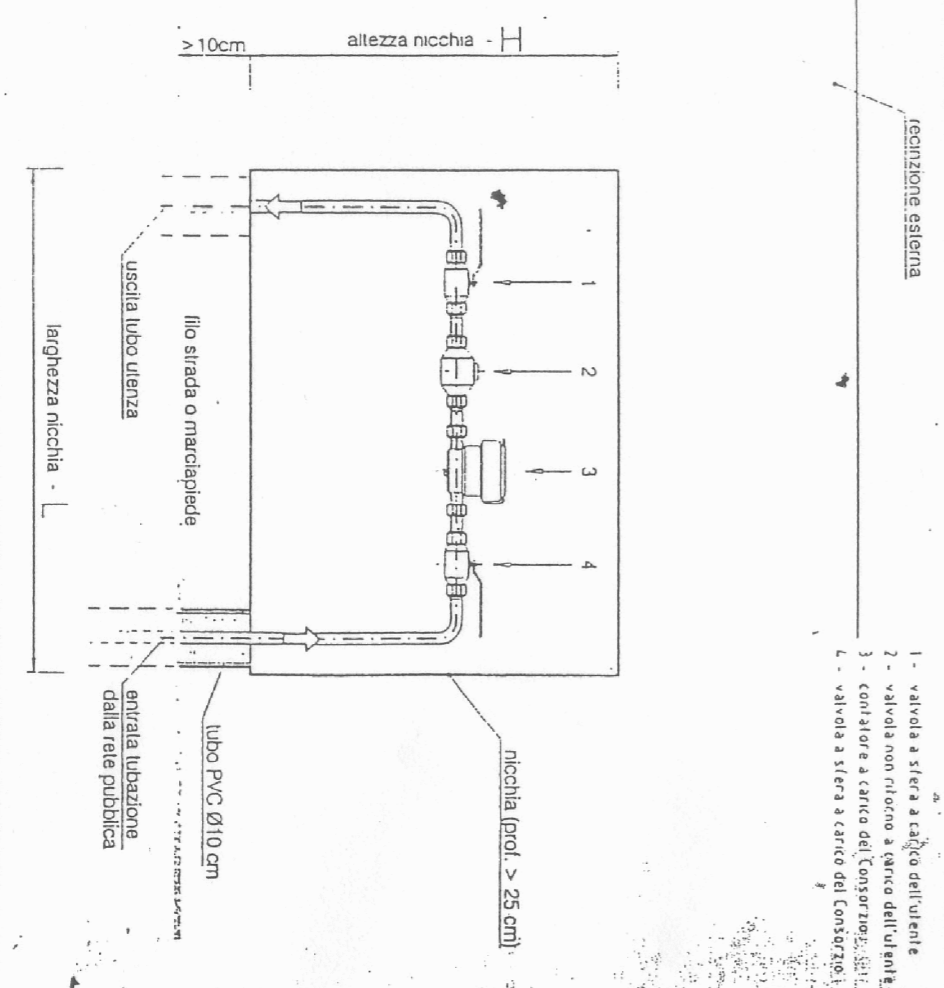 recinzione esterna
1 - valvola a sfera a carico dell'utente
2 - valvola non ritorno a carico dell'utente
3 - contatore a carico del Consorzio
4 - valvola a sfera a carico del Consorzio
> 10cm
altezza nicchia - H
1
2
3
4
uscita tubo utenza
filo strada o marciapiede
larghezza nicchia - L
entrata tubazione
dalla rete pubblica
tubo PVC Ø10 cm
nicchia (prof. > 25 cm)